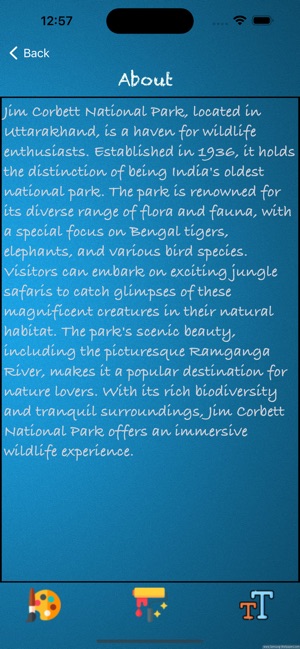 12:57
Back
About
Jim Corbett National Park, located in
Uttarakhand, is a haven for wildlife
enthusiasts. Established in 1936, it holds
the distinction of being India's oldest
national park. The park is renowned for
its diverse range of flora and fauna, with
a special focus on Bengal tigers,
elephants, and various bird species.
Visitors can embark on exciting jungle
safaris to catch glimpses of these
magnificent creatures in their natural
habitat. The park's scenic beauty,
including the picturesque Ramganga
River, makes it a popular destination for
nature lovers. With its rich biodiversity
and tranquil surroundings, Jim Corbett
National Park offers an immersive
wildlife experience.
TT